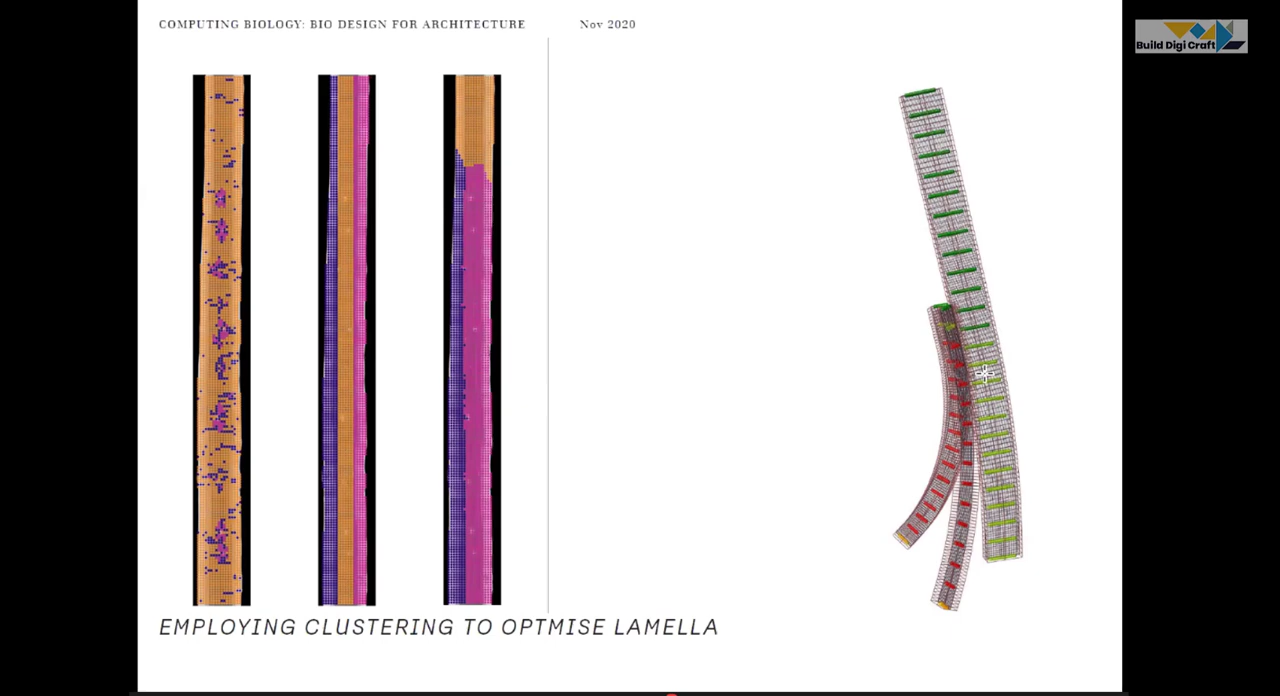 COMPUTING BIOLOGY: BIO DESIGN FOR ARCHITECTURE
Nov 2020
Build Digi Craft
EMPLOYING CLUSTERING TO OPTMISE LAMELLA